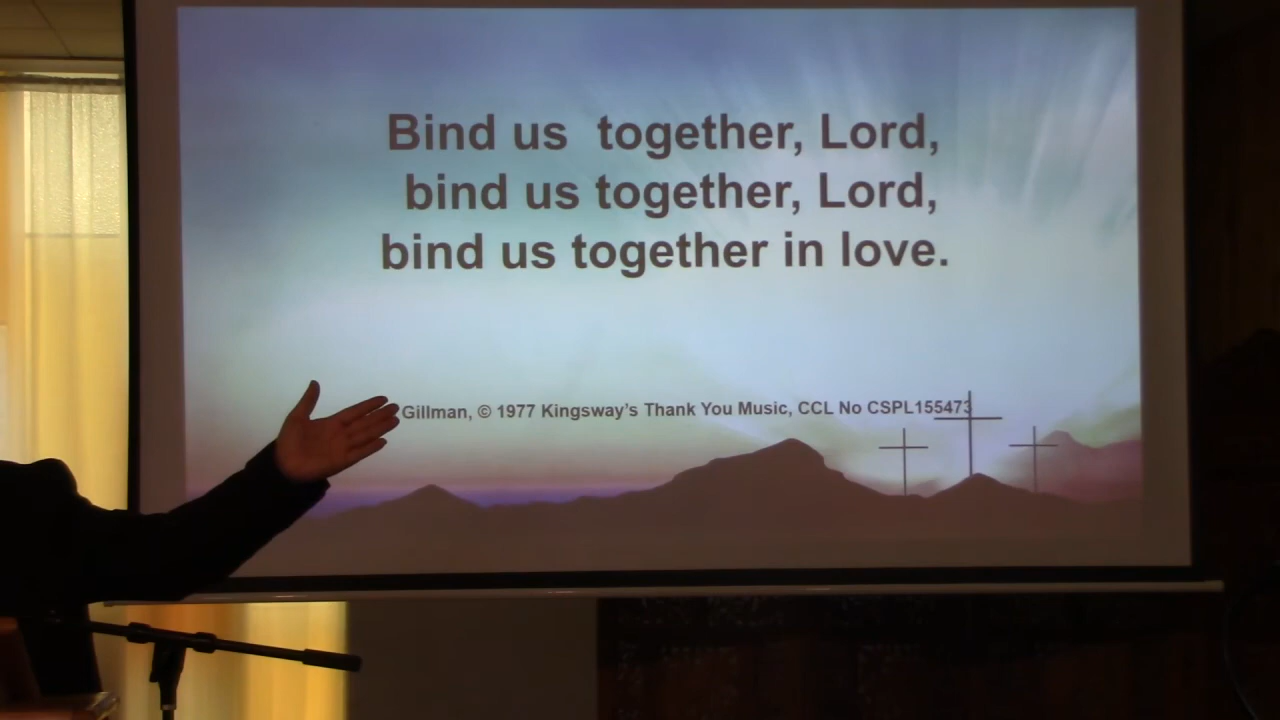 Bind us together, Lord,
bind us together, Lord,
bind us together in love.
Gillman, © 1977 Kingsway's Thank You Music, CCL No CSPL155473